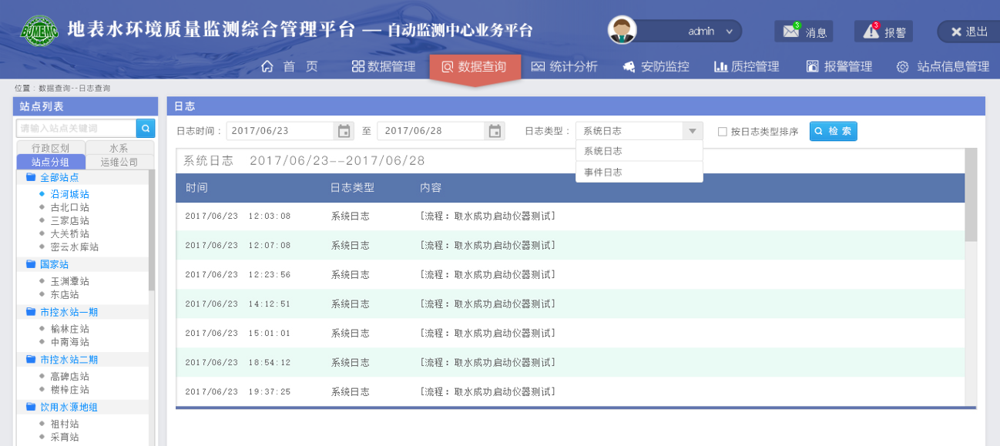 BJMEMC 地表水环境质量监测综合管理平台 — 自动监测中心业务平台
admin
3 消息
3 报警
退出
首 页 数据管理 数据查询 统计分析 安防监控 质控管理 报警管理 站点信息管理
位置:数据查询--日志查询
站点列表
请输入站点关键词
行政区划 水系
站点分组 运维公司
全部站点
沿河城站
古北口站
三家店站
大关桥站
密云水库站
国家站
玉渊潭站
东店站
市控水站一期
榆林庄站
中南海站
市控水站二期
高碑店站
楼梓庄站
饮用水源地组
祖村站
采育站
日志
日志时间: 2017/06/23 至 2017/06/28 日志类型: 系统日志 按日志类型排序 检 索
系统日志
事件日志
系统日志 2017/06/23--2017/06/28
时间 日志类型 内容
2017/06/23 12:03:08 系统日志 [流程: 取水成功启动仪器测试]
2017/06/23 12:07:08 系统日志 [流程: 取水成功启动仪器测试]
2017/06/23 12:23:56 系统日志 [流程: 取水成功启动仪器测试]
2017/06/23 14:12:51 系统日志 [流程: 取水成功启动仪器测试]
2017/06/23 15:01:01 系统日志 [流程: 取水成功启动仪器测试]
2017/06/23 18:54:12 系统日志 [流程: 取水成功启动仪器测试]
2017/06/23 19:37:25 系统日志 [流程: 取水成功启动仪器测试]